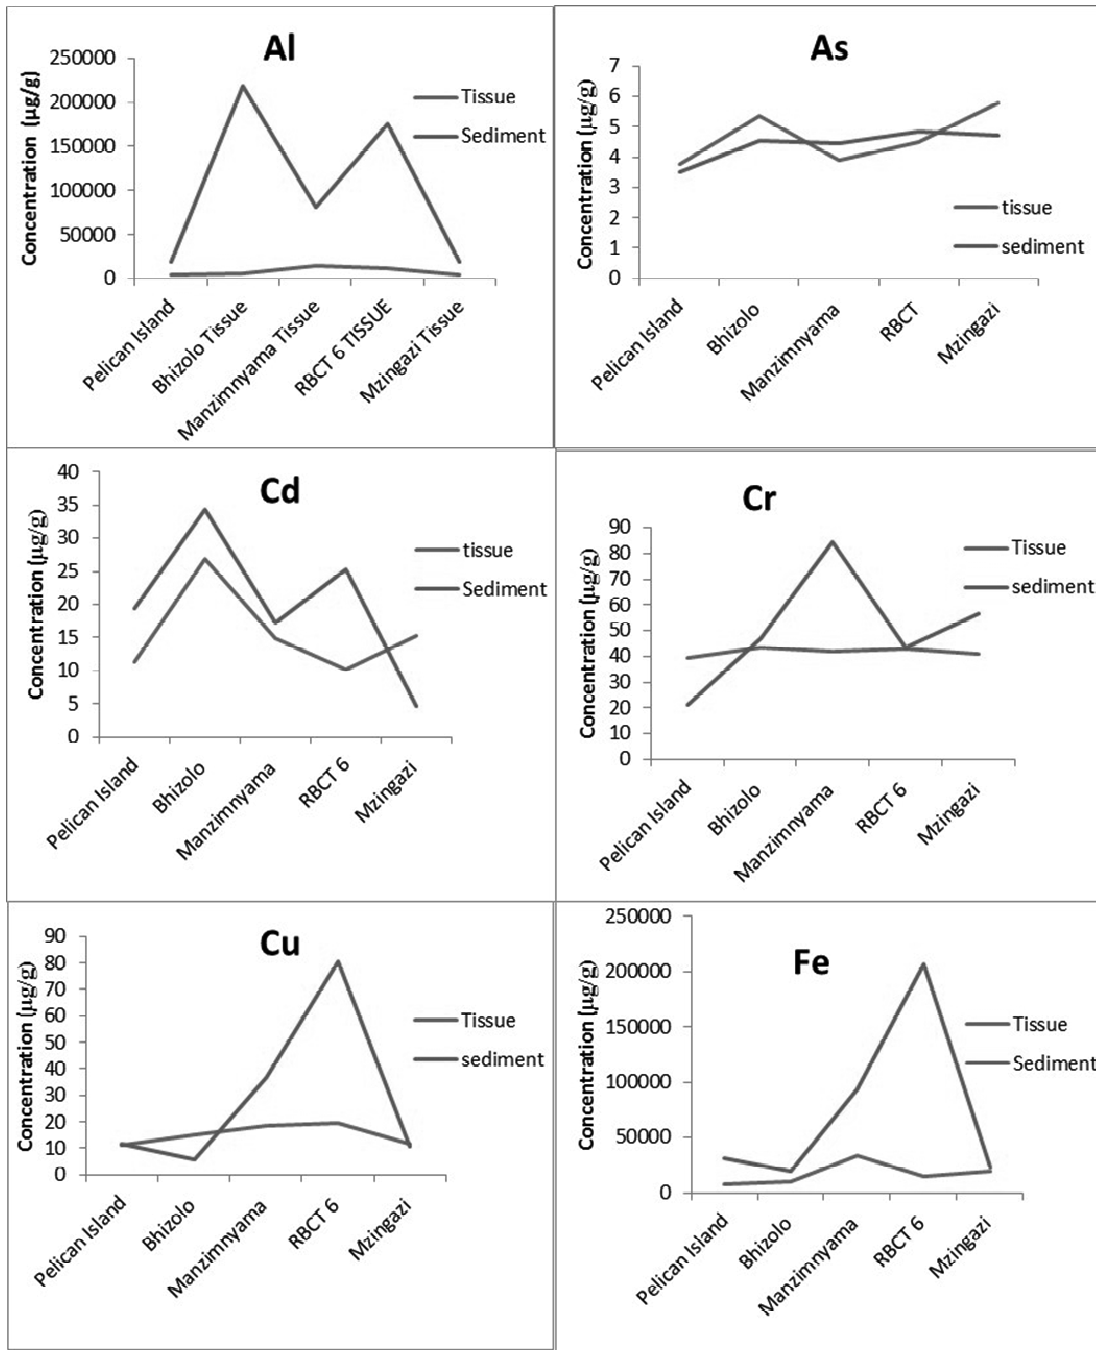 Al
Concentration (µg/g)
250000
200000
150000
100000
50000
0
Tissue
Sediment
Pelican Island
Bhizolo Tissue
Manzimnyama Tissue
RBCT 6 TISSUE
Mzingazi Tissue
As
Concentration (µg/g)
7
6
5
4
3
2
1
0
tissue
sediment
Pelican Island
Bhizolo
Manzimnyama
RBCT
Mzingazi
Cd
Concentration (µg/g)
40
35
30
25
20
15
10
5
0
tissue
Sediment
Pelican Island
Bhizolo
Manzimnyama
RBCT 6
Mzingazi
Cr
Concentration (µg/g)
90
80
70
60
50
40
30
20
10
0
Tissue
sediment
Pelican Island
Bhizolo
Manzimnyama
RBCT 6
Mzingazi
Cu
Concentration (µg/g)
90
80
70
60
50
40
30
20
10
0
Tissue
sediment
Pelican Island
Bhizolo
Manzimnyama
RBCT 6
Mzingazi
Fe
Concentration (µg/g)
250000
200000
150000
100000
50000
0
Tissue
Sediment
Pelican Island
Bhizolo
Manzimnyama
RBCT 6
Mzingazi